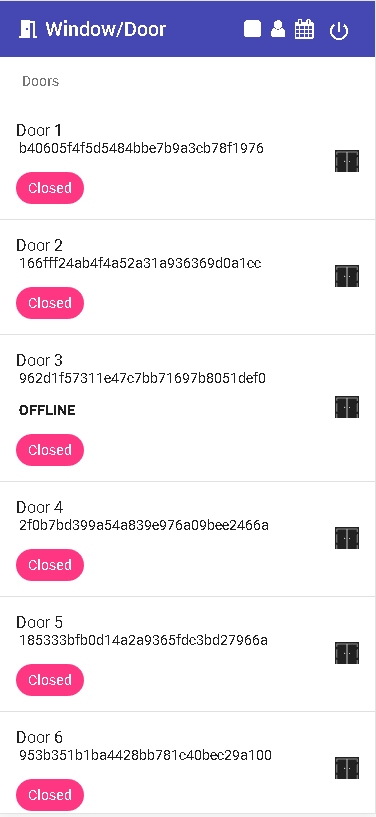 Window/Door
Doors
Door 1
b40605f4f5d5484bbe7b9a3cb78f1976
Closed
Door 2
166fff24ab4f4a52a31a936369d0a1cc
Closed
Door 3
962d1f57311e47c7bb71697b8051def0
OFFLINE
Closed
Door 4
2f0b7bd399a54a839e976a09bee2466a
Closed
Door 5
185333bfb0d14a2a9365fdc3bd27966a
Closed
Door 6
953b351b1ba4428bb781c40bec29a100
Closed